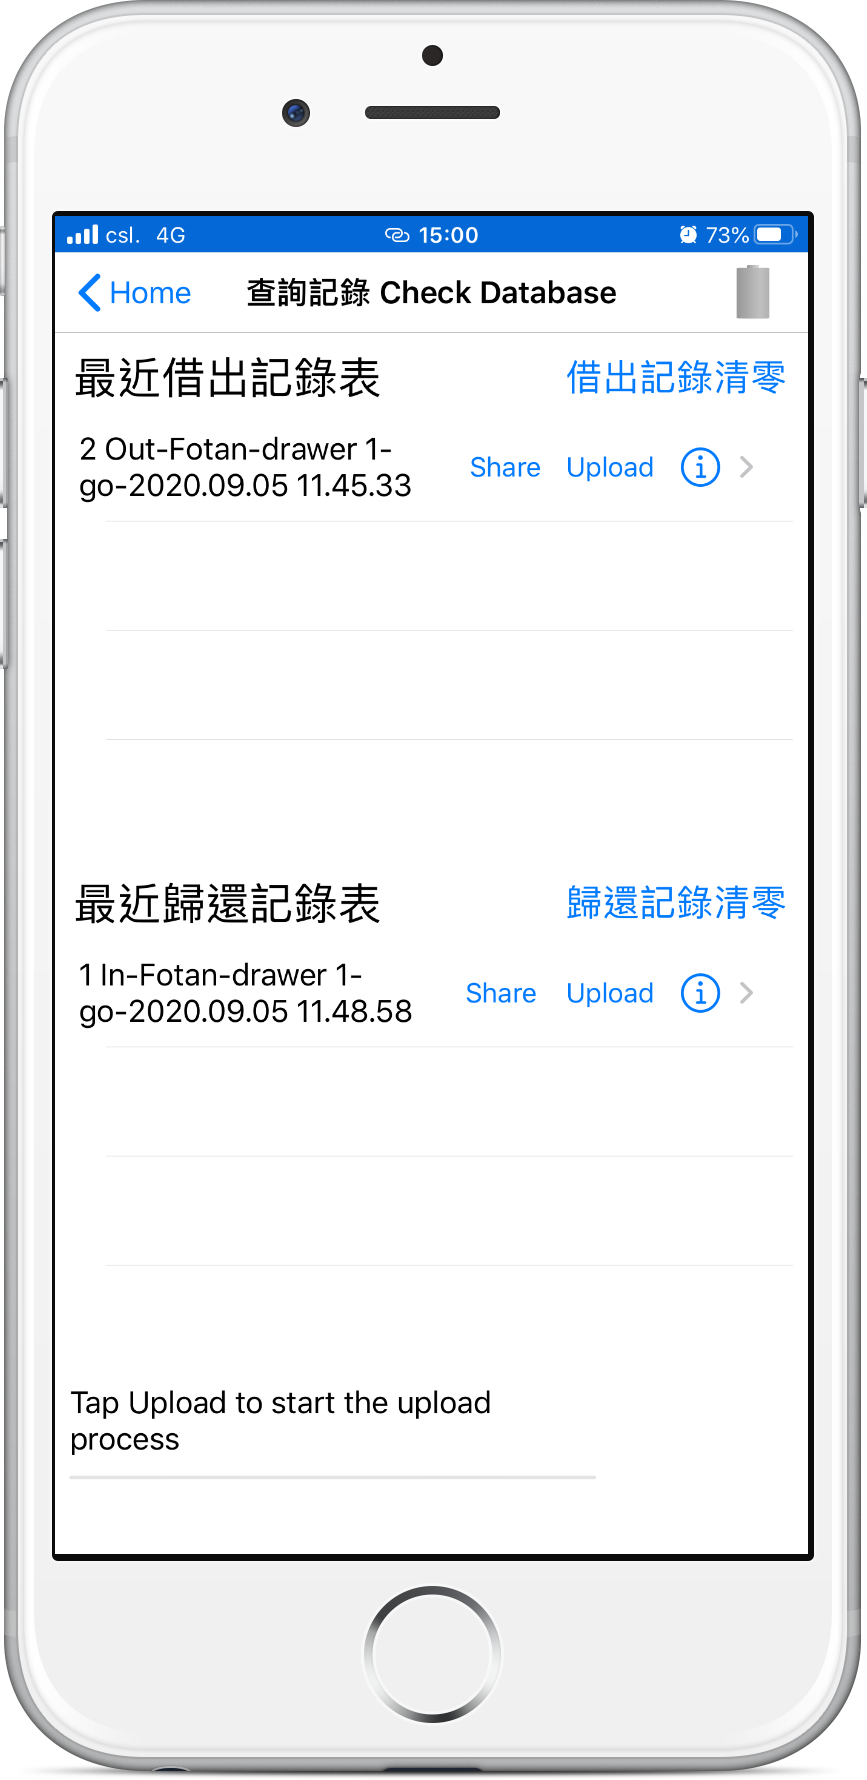 csl. 4G 15:00 73%
Home 查詢記錄 Check Database
最近借出記錄表 借出記錄清零
2 Out-Fotan-drawer 1-
go-2020.09.05 11.45.33 Share Upload
最近歸還記錄表 歸還記錄清零
1 In-Fotan-drawer 1-
go-2020.09.05 11.48.58 Share Upload
Tap Upload to start the upload
process